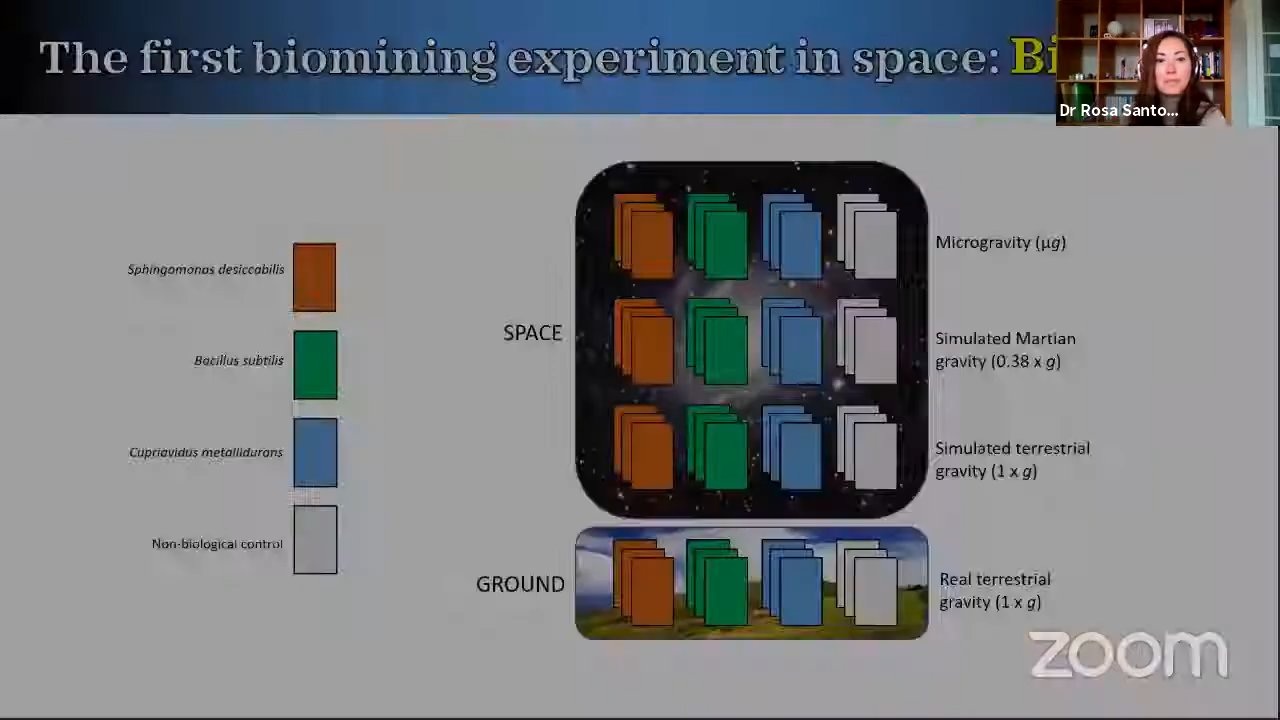 The first biomining experiment in space: Bi
Dr Rosa Santo...
Sphingomonas desiccabilis
Bacillus subtilis
Cupriavidus metallidurans
Non-biological control
SPACE
Microgravity (µg)
Simulated Martian
gravity (0.38 x g)
Simulated terrestrial
gravity (1 x g)
GROUND
Real terrestrial
gravity (1 x g)
zoom